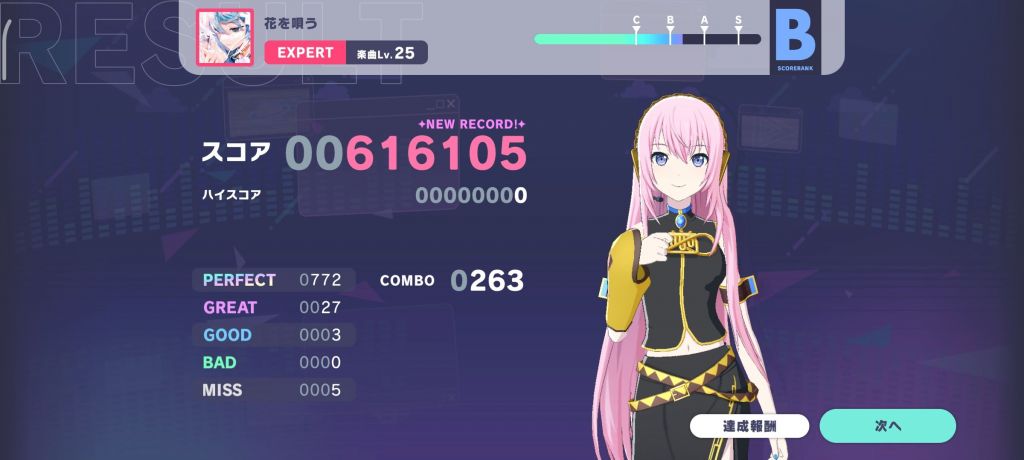 RESULT
花を唄う
EXPERT 楽曲Lv.25
C B A S
B
SCORERANK
NEW RECORD!
スコア 00616105
ハイスコア 00000000
PERFECT 0772
COMBO 0263
GREAT 0027
GOOD 0003
BAD 0000
MISS 0005
達成報酬
次へ